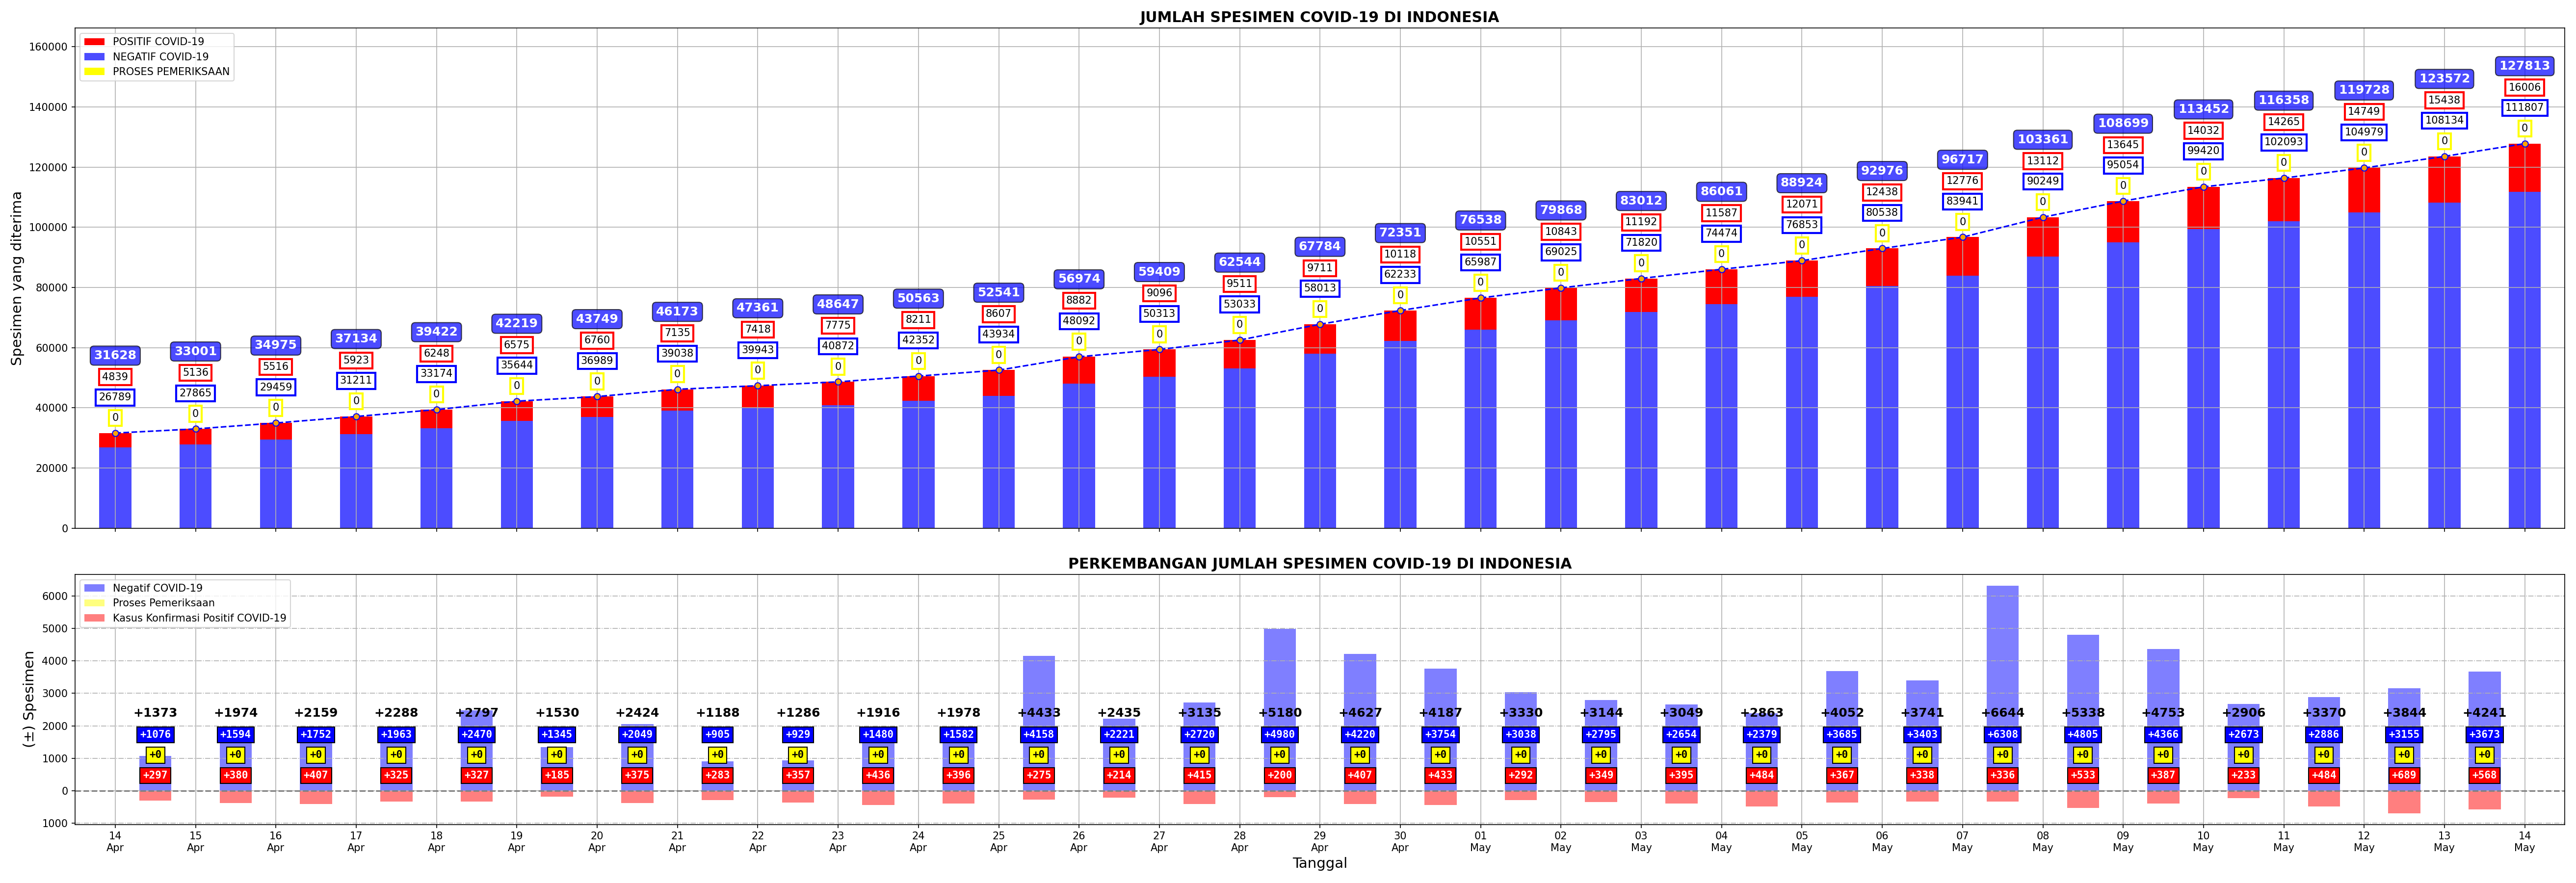 JUMLAH SPESIMEN COVID-19 DI INDONESIA
POSITIF COVID-19
NEGATIF COVID-19
PROSES PEMERIKSAAN
Spesimen yang diterima
160000
140000
120000
100000
80000
60000
40000
20000
0
31628 33001 34975 37134 39422 42219 43749 46173 47361 48647 50563 52541 56974 59409 62544 67784 72351 76538 79868 83012 86061 88924 92976 96717 103361 108699 113452 116358 119728 123572 127813
4839 5136 5516 5923 6248 6575 6760 7135 7418 7775 8211 8607 8882 9096 9511 9711 10118 10551 10843 11192 11587 12071 12438 12776 13112 13645 14032 14265 14749 15438 16006
26789 27865 29459 31211 33174 35644 36989 39038 39943 40872 42352 43934 48092 50313 53033 58013 62233 65987 69025 71820 74474 76853 80538 83941 90249 95054 99420 102093 104979 108134 111807
0 0 0 0 0 0 0 0 0 0 0 0 0 0 0 0 0 0 0 0 0 0 0 0 0 0 0 0 0 0 0
PERKEMBANGAN JUMLAH SPESIMEN COVID-19 DI INDONESIA
Negatif COVID-19
Proses Pemeriksaan
Kasus Konfirmasi Positif COVID-19
(±) Spesimen
6000
5000
4000
3000
2000
1000
0
1000
+1373 +1974 +2159 +2288 +2797 +1530 +2424 +1188 +1286 +1916 +1978 +4433 +2435 +3135 +5180 +4627 +4187 +3330 +3144 +3049 +2863 +4052 +3741 +6644 +5338 +4753 +2906 +3370 +3844 +4241
+1076 +1594 +1752 +1963 +2470 +1345 +2049 +905 +929 +1480 +1582 +4158 +2221 +2720 +4980 +4220 +3754 +3038 +2795 +2654 +2379 +3685 +3403 +6308 +4805 +4366 +2673 +2886 +3155 +3673
+0 +0 +0 +0 +0 +0 +0 +0 +0 +0 +0 +0 +0 +0 +0 +0 +0 +0 +0 +0 +0 +0 +0 +0 +0 +0 +0 +0 +0 +0
+297 +380 +407 +325 +327 +185 +375 +283 +357 +436 +396 +275 +214 +415 +200 +407 +433 +292 +349 +395 +484 +367 +338 +336 +533 +387 +233 +484 +689 +568
14 15 16 17 18 19 20 21 22 23 24 25 26 27 28 29 30 01 02 03 04 05 06 07 08 09 10 11 12 13 14
Apr Apr Apr Apr Apr Apr Apr Apr Apr Apr Apr Apr Apr Apr Apr Apr Apr May May May May May May May May May May May May May May
Tanggal